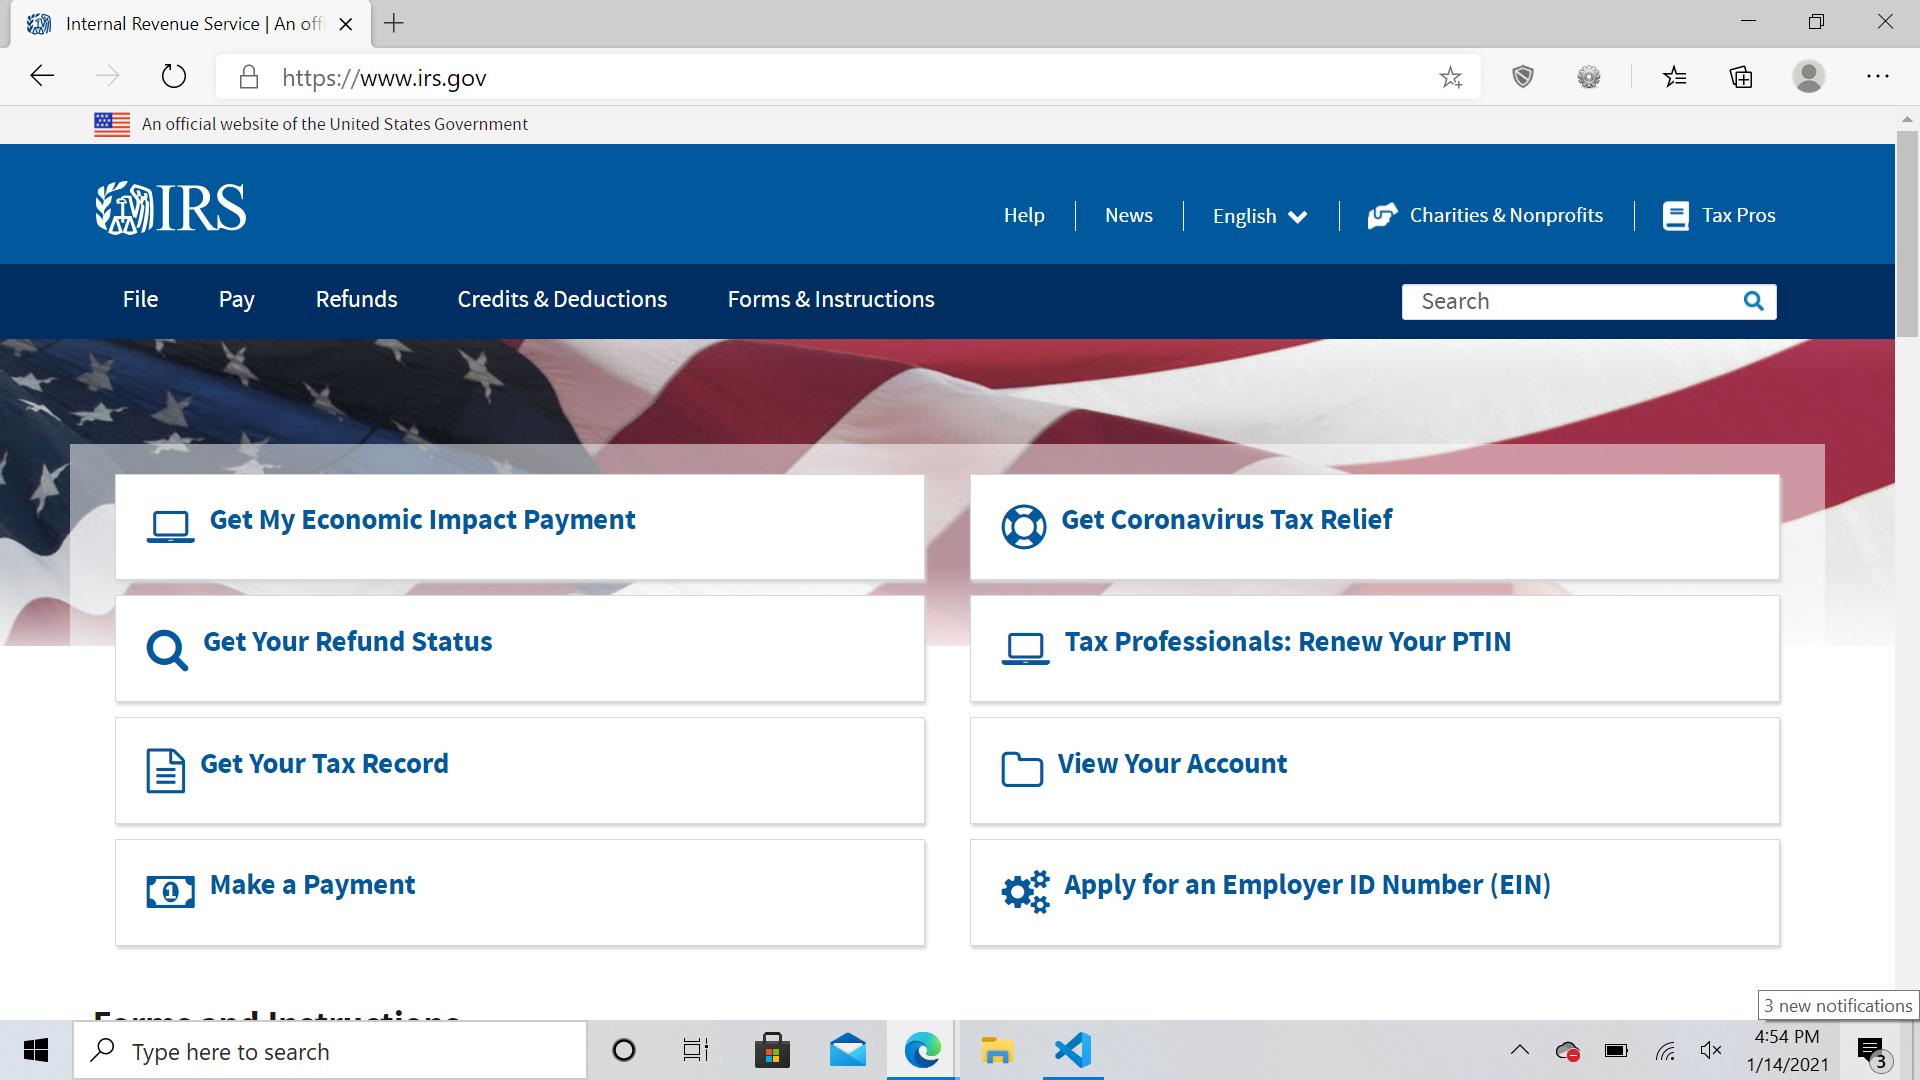 Internal Revenue Service | An offi
https://www.irs.gov
An official website of the United States Government
IRS
Help
News
English
Charities & Nonprofits
Tax Pros
File
Pay
Refunds
Credits & Deductions
Forms & Instructions
Search
Get My Economic Impact Payment
Get Coronavirus Tax Relief
Get Your Refund Status
Tax Professionals: Renew Your PTIN
Get Your Tax Record
View Your Account
1
Make a Payment
Apply for an Employer ID Number (EIN)
Forms and Instructions
3 new notifications
Type here to search
4:54 PM
1/14/2021
3